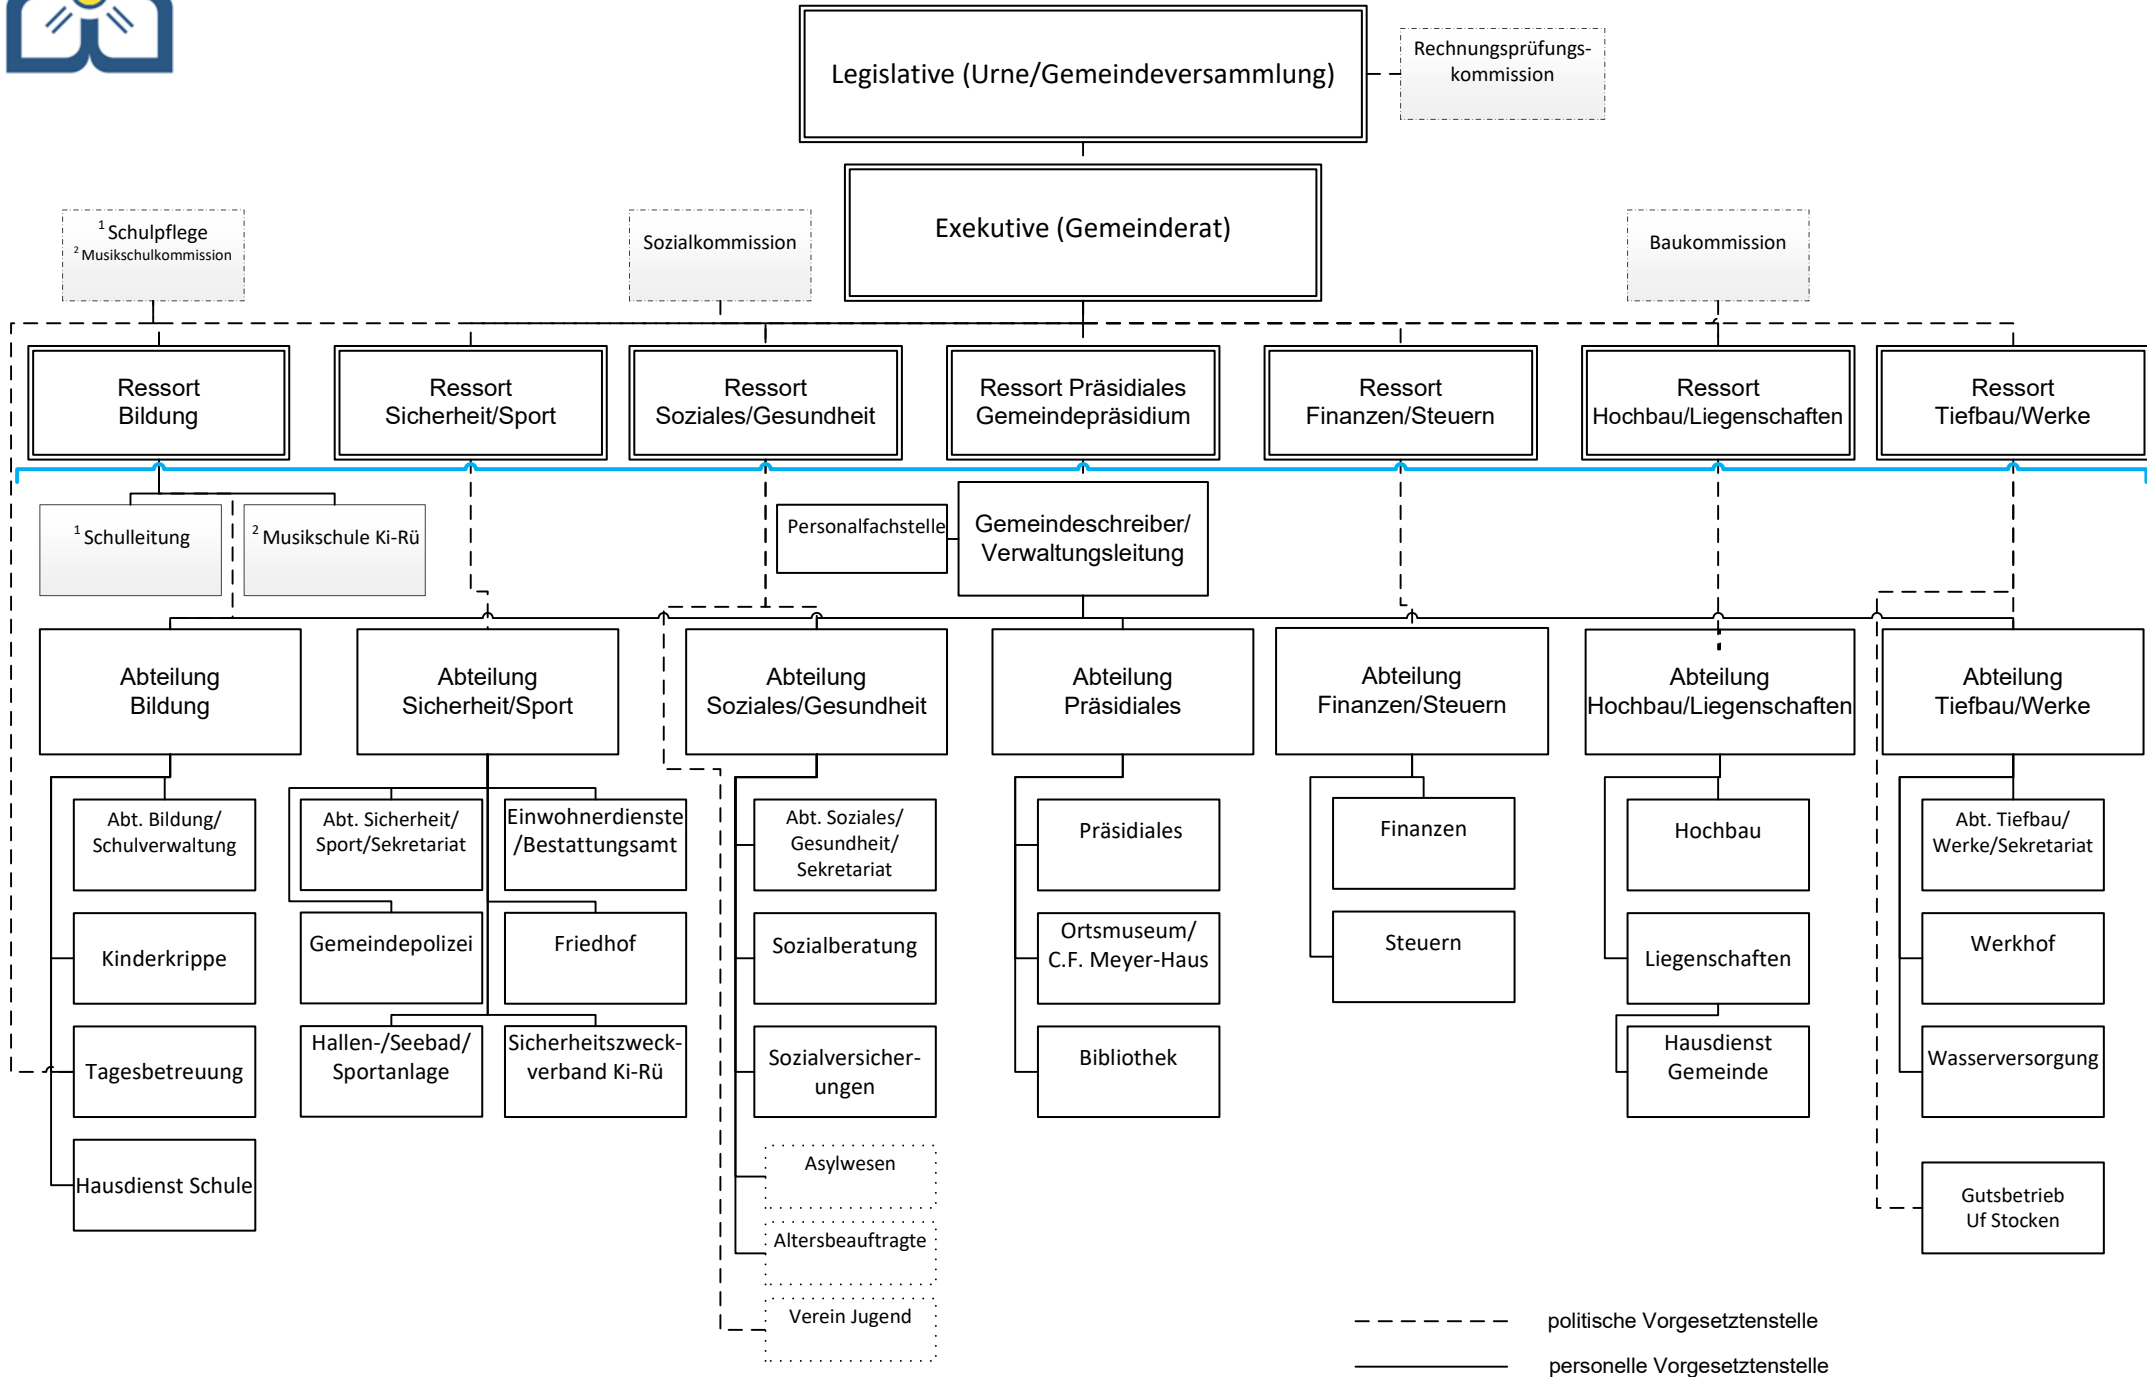 Legislative (Urne/Gemeindeversammlung)
Rechnungsprüfungs-
kommission
Exekutive (Gemeinderat)
1 Schulpflege
2 Musikschulkommission
Sozialkommission
Baukommission
Ressort
Bildung
Ressort
Sicherheit/Sport
Ressort
Soziales/Gesundheit
Ressort Präsidiales
Gemeindepräsidium
Ressort
Finanzen/Steuern
Ressort
Hochbau/Liegenschaften
Ressort
Tiefbau/Werke
1 Schulleitung
2 Musikschule Ki-Rü
Personalfachstelle
Gemeindeschreiber/
Verwaltungsleitung
Abteilung
Bildung
Abteilung
Sicherheit/Sport
Abteilung
Soziales/Gesundheit
Abteilung
Präsidiales
Abteilung
Finanzen/Steuern
Abteilung
Hochbau/Liegenschaften
Abteilung
Tiefbau/Werke
Abt. Bildung/
Schulverwaltung
Kinderkrippe
Tagesbetreuung
Hausdienst Schule
Abt. Sicherheit/
Sport/Sekretariat
Einwohnerdienste
/Bestattungsamt
Gemeindepolizei
Friedhof
Hallen-/Seebad/
Sportanlage
Sicherheitszweck-
verband Ki-Rü
Abt. Soziales/
Gesundheit/
Sekretariat
Sozialberatung
Sozialversicher-
ungen
Asylwesen
Altersbeauftragte
Verein Jugend
Präsidiales
Ortsmuseum/
C.F. Meyer-Haus
Bibliothek
Finanzen
Steuern
Hochbau
Liegenschaften
Hausdienst
Gemeinde
Abt. Tiefbau/
Werke/Sekretariat
Werkhof
Wasserversorgung
Gutsbetrieb
Uf Stocken
politische Vorgesetztenstelle
personelle Vorgesetztenstelle